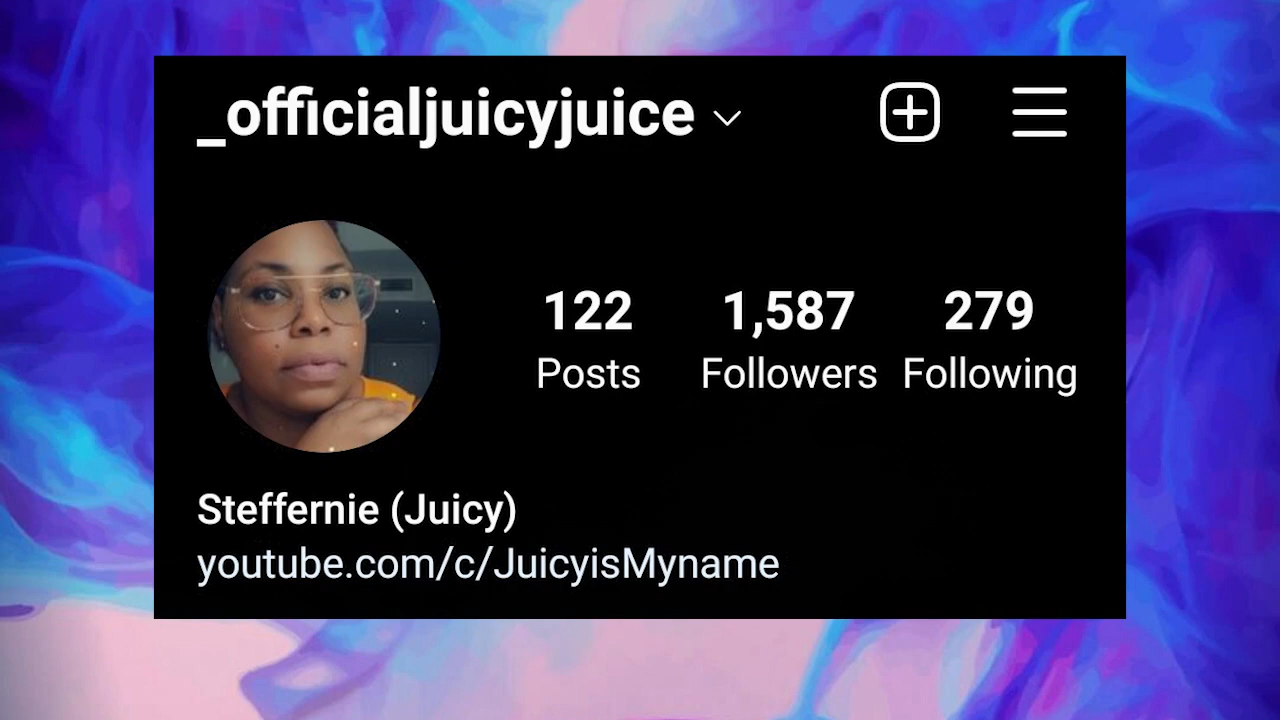 _officialjuicyjuice
122 1,587 279
Posts Followers Following
Steffernie (Juicy)
youtube.com/c/JuicyisMyname